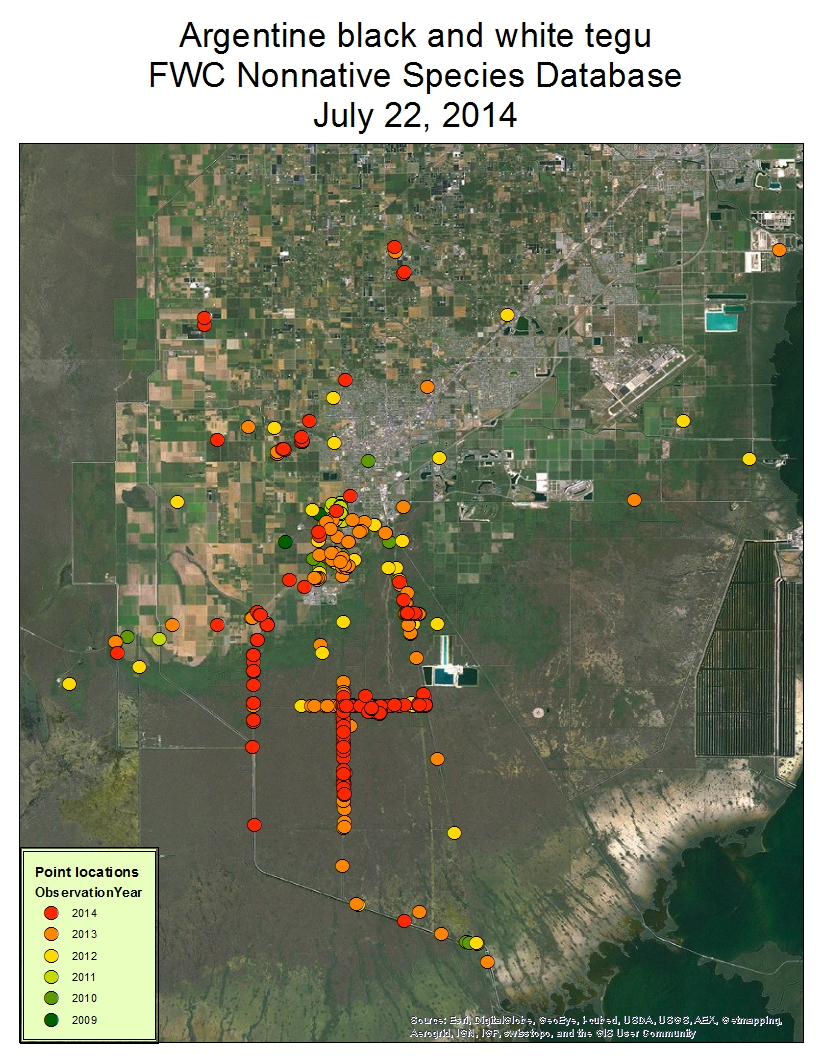 Argentine black and white tegu
FWC Nonnative Species Database
July 22, 2014
Point locations
ObservationYear
2014
2013
2012
2011
2010
2009
Source: Esri, DigitalGlobe, GeoEye, i-cubed, USDA, USGS, AEX, Getmapping,
Aerogrid, IGN, IGP, swisstopo, and the GIS User Community